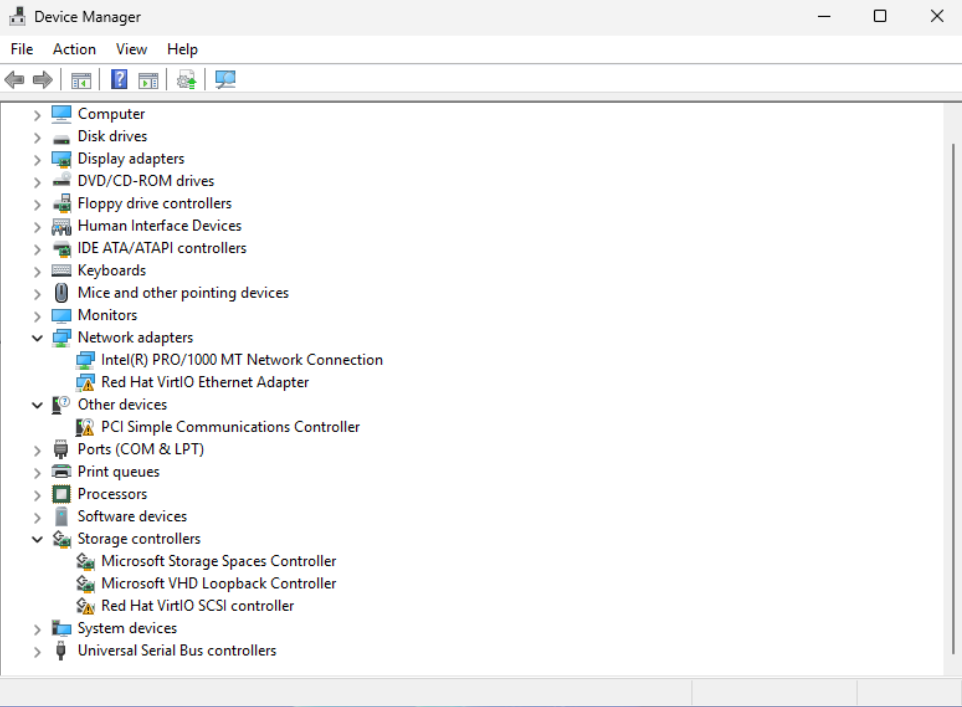 Device Manager
File Action View Help
Computer
Disk drives
Display adapters
DVD/CD-ROM drives
Floppy drive controllers
Human Interface Devices
IDE ATA/ATAPI controllers
Keyboards
Mice and other pointing devices
Monitors
Network adapters
Intel(R) PRO/1000 MT Network Connection
Red Hat VirtIO Ethernet Adapter
Other devices
PCI Simple Communications Controller
Ports (COM & LPT)
Print queues
Processors
Software devices
Storage controllers
Microsoft Storage Spaces Controller
Microsoft VHD Loopback Controller
Red Hat VirtIO SCSI controller
System devices
Universal Serial Bus controllers